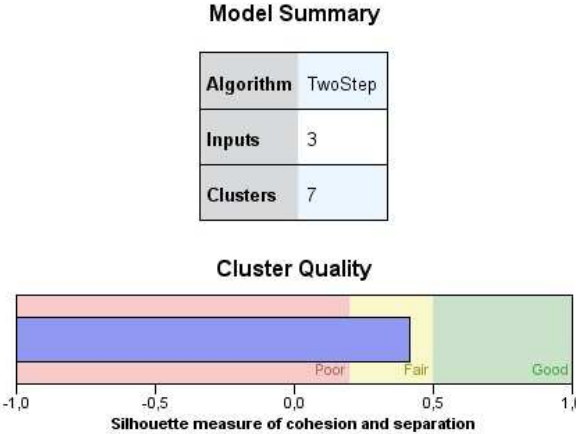 Model Summary
Algorithm TwoStep
Inputs 3
Clusters 7
Cluster Quality
Poor Fair Good
-1,0 -0,5 0,0 0,5 1,0
Silhouette measure of cohesion and separation